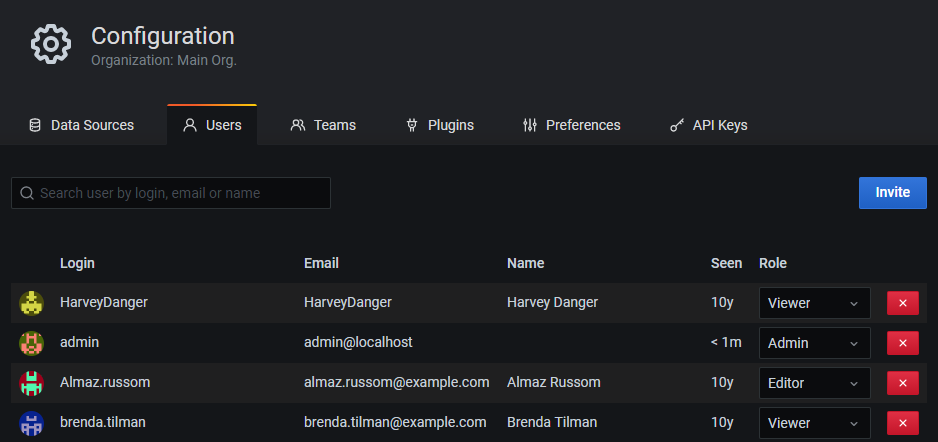 Configuration
Organization: Main Org.
Data Sources Users Teams Plugins Preferences API Keys
Search user by login, email or name Invite
Login Email Name Seen Role
HarveyDanger HarveyDanger Harvey Danger 10y Viewer
admin admin@localhost < 1m Admin
Almaz.russom almaz.russom@example.com Almaz Russom 10y Editor
brenda.tilman brenda.tilman@example.com Brenda Tilman 10y Viewer